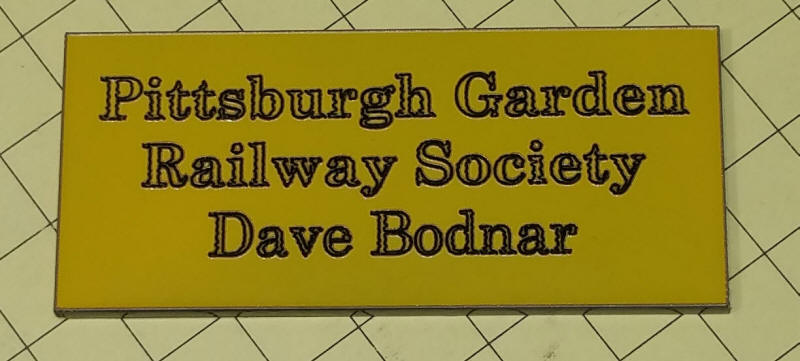 Pittsburgh Garden
Railway Society
Dave Bodnar